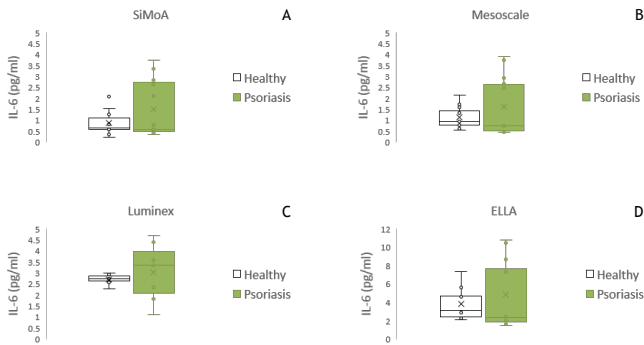 SiMoA
A
5
4.5
4
3.5
3
2.5
2
1.5
1
0.5
0
IL-6 (pg/ml)
Healthy
Psoriasis
Mesoscale
B
5
4.5
4
3.5
3
2.5
2
1.5
1
0.5
0
IL-6 (pg/ml)
Healthy
Psoriasis
Luminex
C
5
4.5
4
3.5
3
2.5
2
1.5
1
0.5
0
IL-6 (pg/ml)
Healthy
Psoriasis
ELLA
D
12
10
8
6
4
2
0
IL-6 (pg/ml)
Healthy
Psoriasis